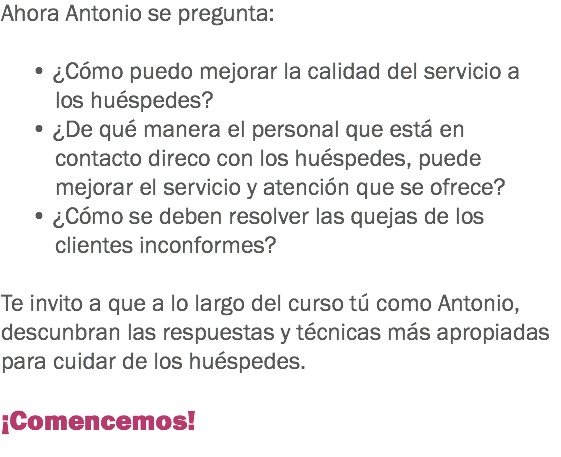 Ahora Antonio se pregunta:
• ¿Cómo puedo mejorar la calidad del servicio a
los huéspedes?
• ¿De qué manera el personal que está en
contacto direco con los huéspedes, puede
mejorar el servicio y atención que se ofrece?
• ¿Cómo se deben resolver las quejas de los
clientes inconformes?
Te invito a que a lo largo del curso tú como Antonio,
descunbran las respuestas y técnicas más apropiadas
para cuidar de los huéspedes.
¡Comencemos!